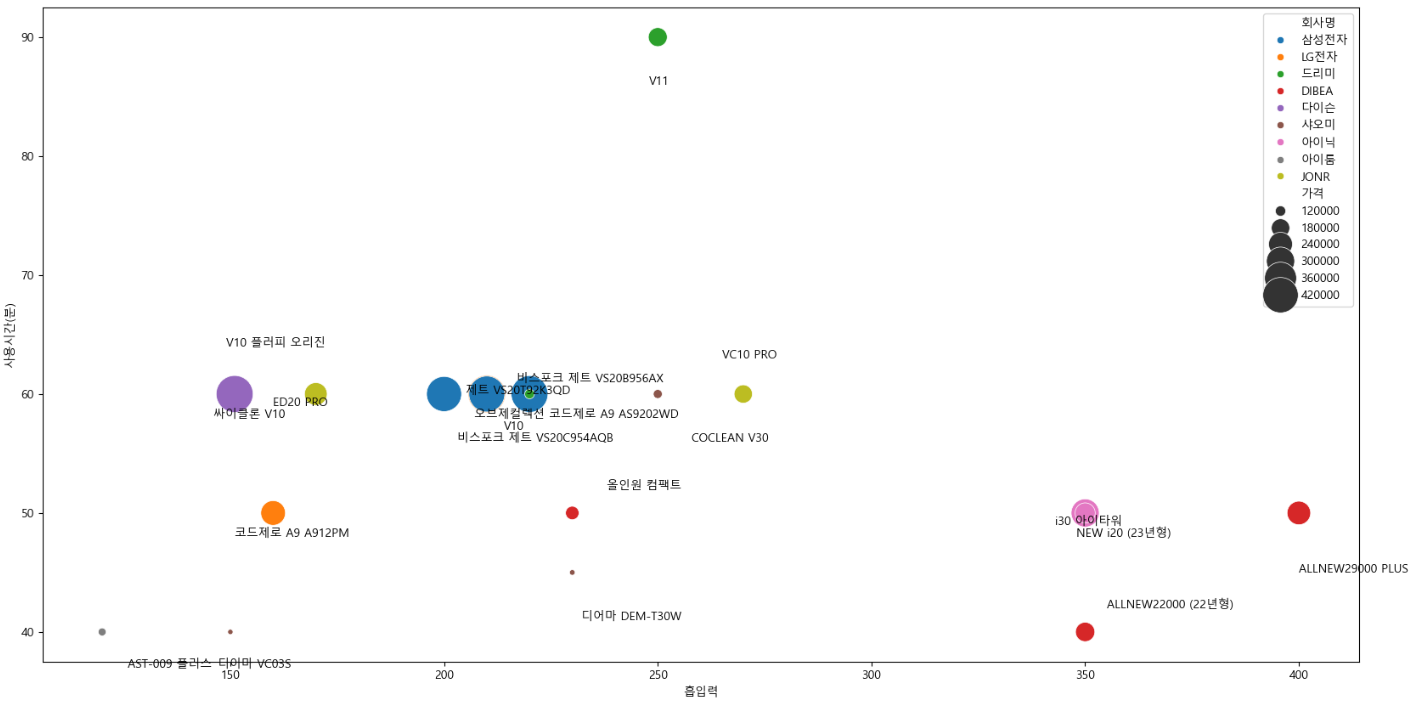 회사명
삼성전자
LG전자
드리미
DIBEA
다이슨
샤오미
아이닉
아이룸
JONR
가격
120000
180000
240000
300000
360000
420000
사용시간(분)
90
80
70
60
50
40
V11
V10 플러피 오리진
VC10 PRO
비스포크 제트 VS20B956AX
제트 VS20T92K3QD
ED20 PRO
싸이클론 V10
오브제컬렉션 코드제로 A9 AS9202WD
V10
비스포크 제트 VS20C954AQB
COCLEAN V30
올인원 컴팩트
i30 아이타워
코드제로 A9 A912PM
NEW i20 (23년형)
ALLNEW29000 PLUS
ALLNEW22000 (22년형)
디어마 DEM-T30W
AST-009 플러스
디어마 VC03S
150
200
250
300
350
400
흡입력